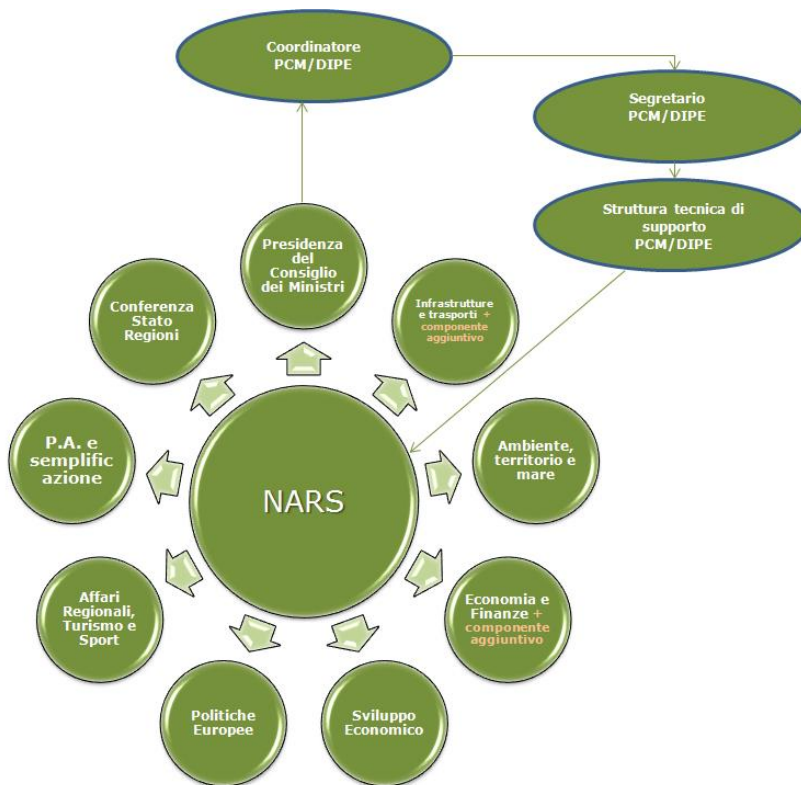 Coordinatore
PCM/DIPE
Segretario
PCM/DIPE
Struttura tecnica di
supporto
PCM/DIPE
Presidenza
del
Consiglio
dei Ministri
Infrastrutture
e trasporti +
componente
aggiuntivo
Conferenza
Stato
Regioni
P.A. e
semplific
azione
NARS
Ambiente,
territorio e
mare
Affari
Regionali,
Turismo e
Sport
Economia e
Finanze +
componente
aggiuntivo
Politiche
Europee
Sviluppo
Economico